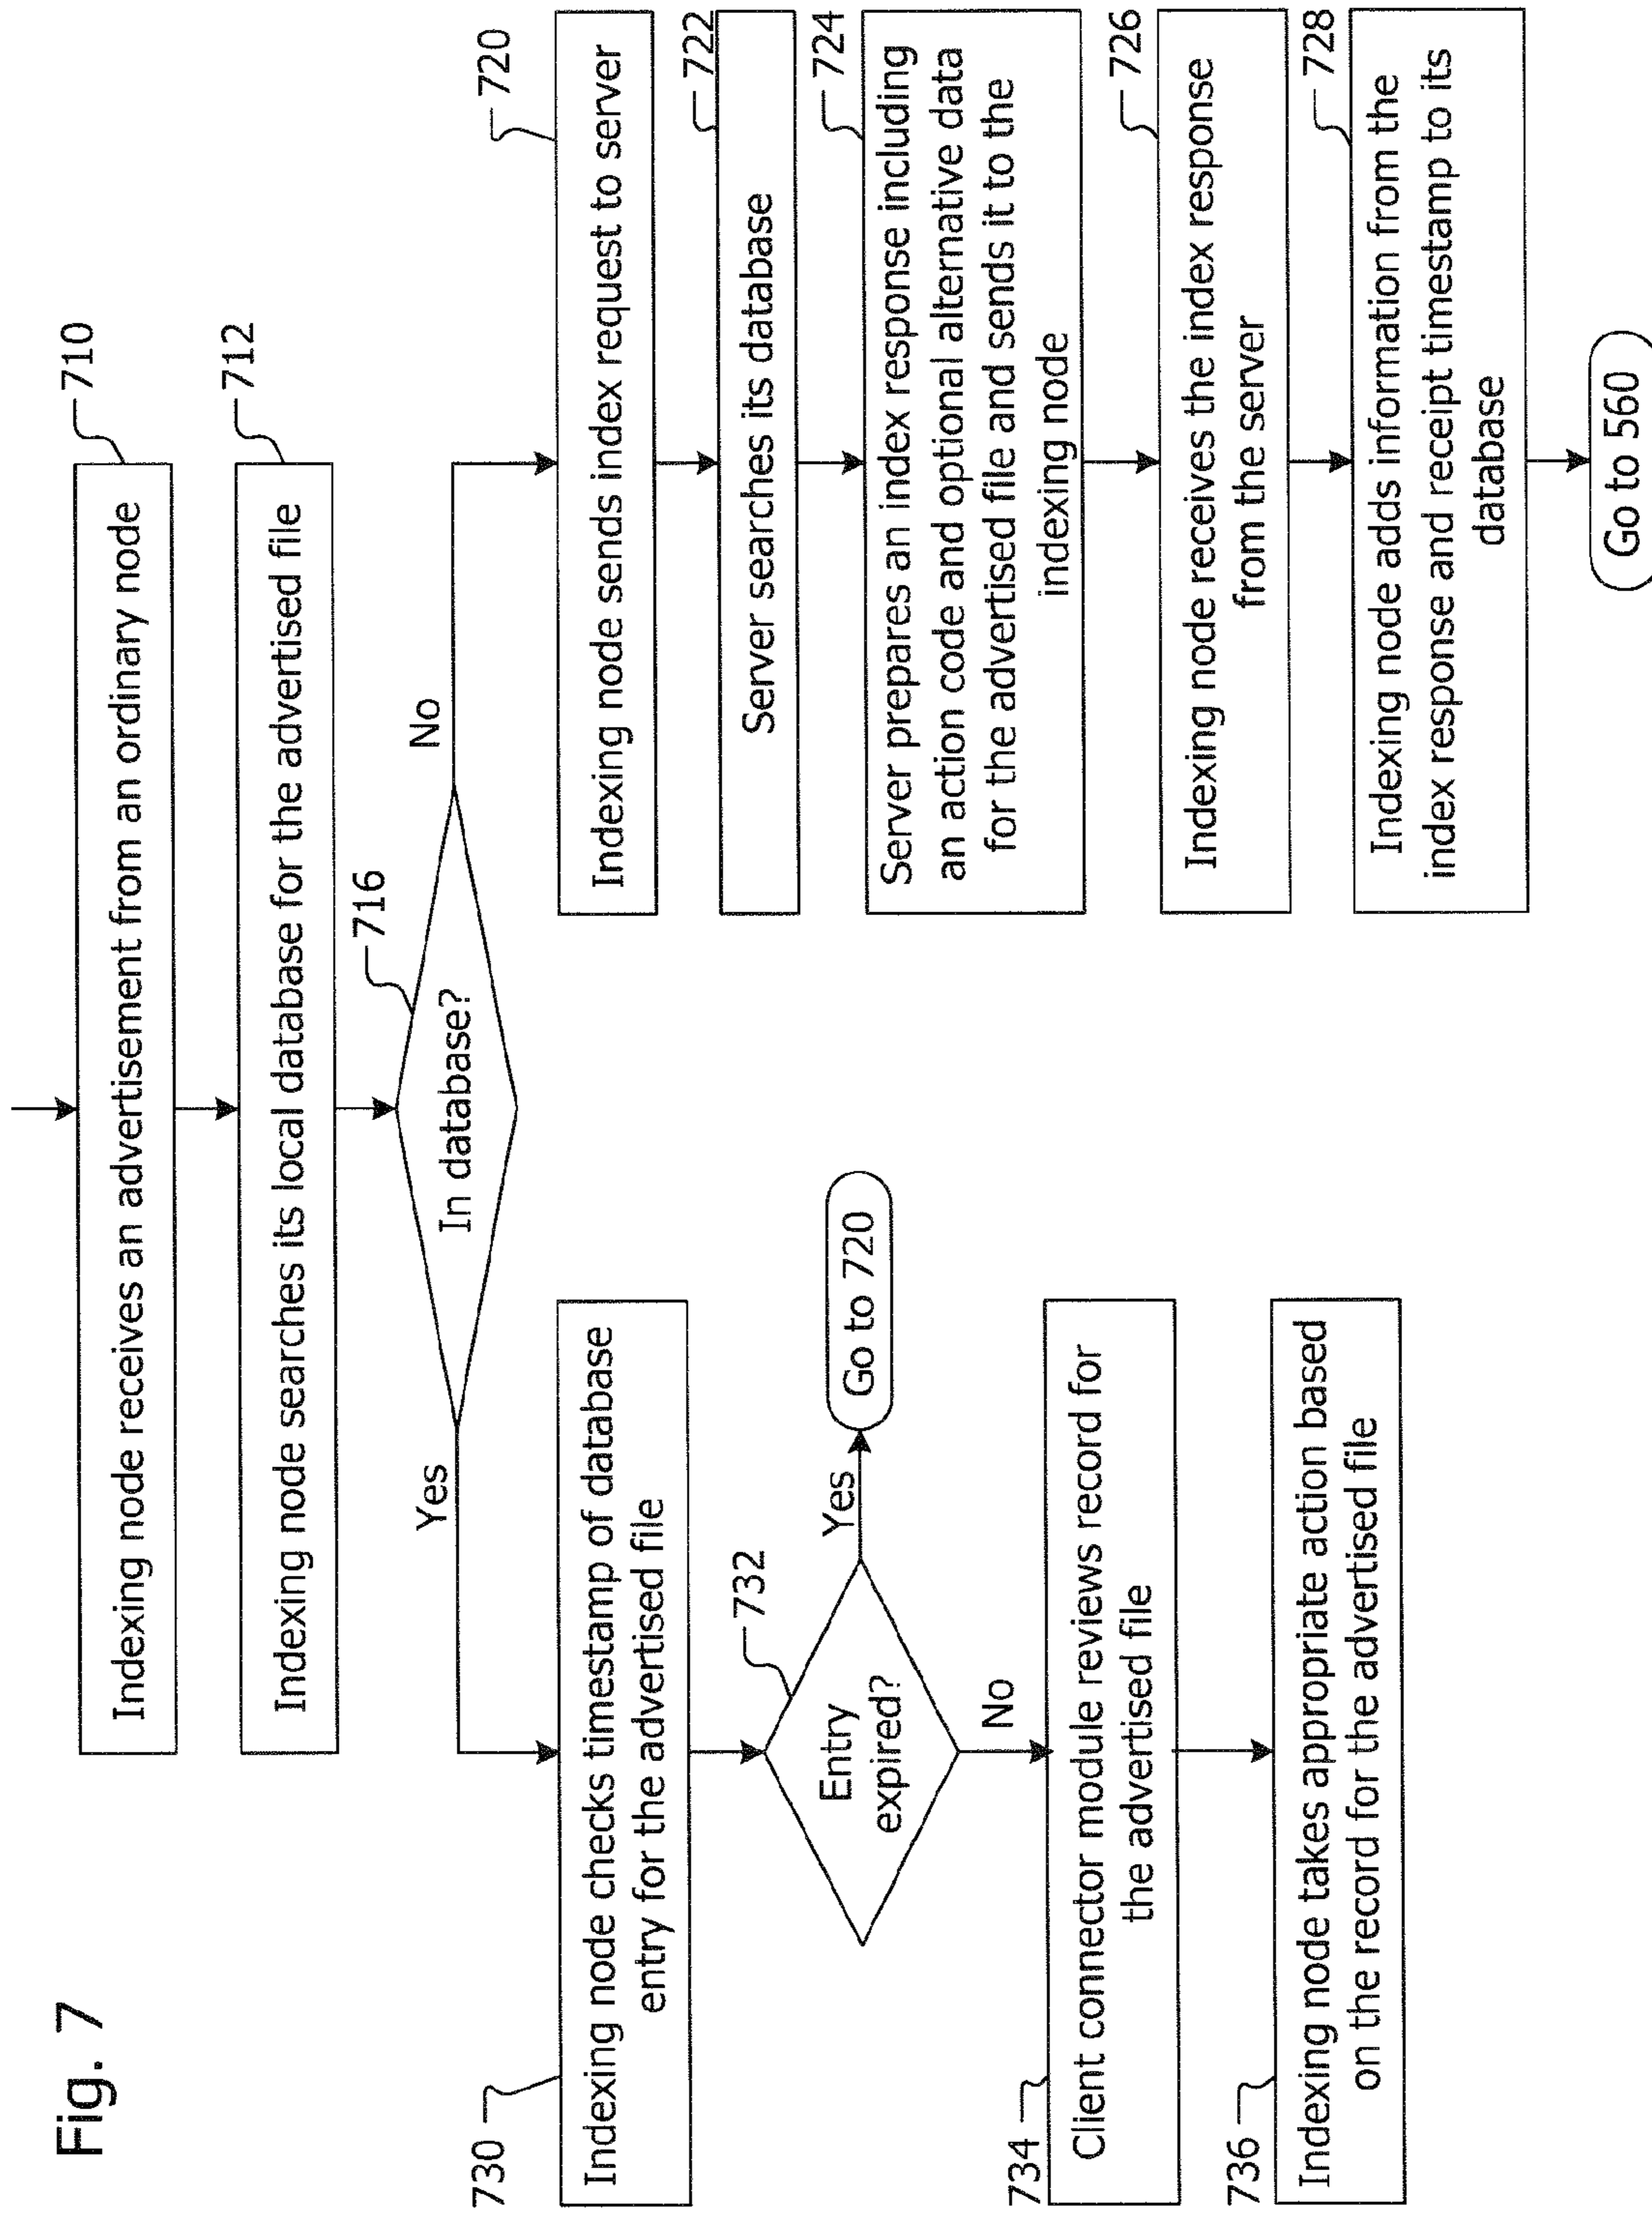 Fig. 7
710
Indexing node receives an advertisement from an ordinary node
712
Indexing node searches its local database for the advertised file
716
In database?
Yes
No
730
Indexing node checks timestamp of database
entry for the advertised file
732
Entry
expired?
Yes
Go to 720
No
734
Client connector module reviews record for
the advertised file
736
Indexing node takes appropriate action based
on the record for the advertised file
720
Indexing node sends index request to server
722
Server searches its database
724
Server prepares an index response including
an action code and optional alternative data
for the advertised file and sends it to the
indexing node
726
Indexing node receives the index response
from the server
728
Indexing node adds information from the
index response and receipt timestamp to its
database
Go to 560